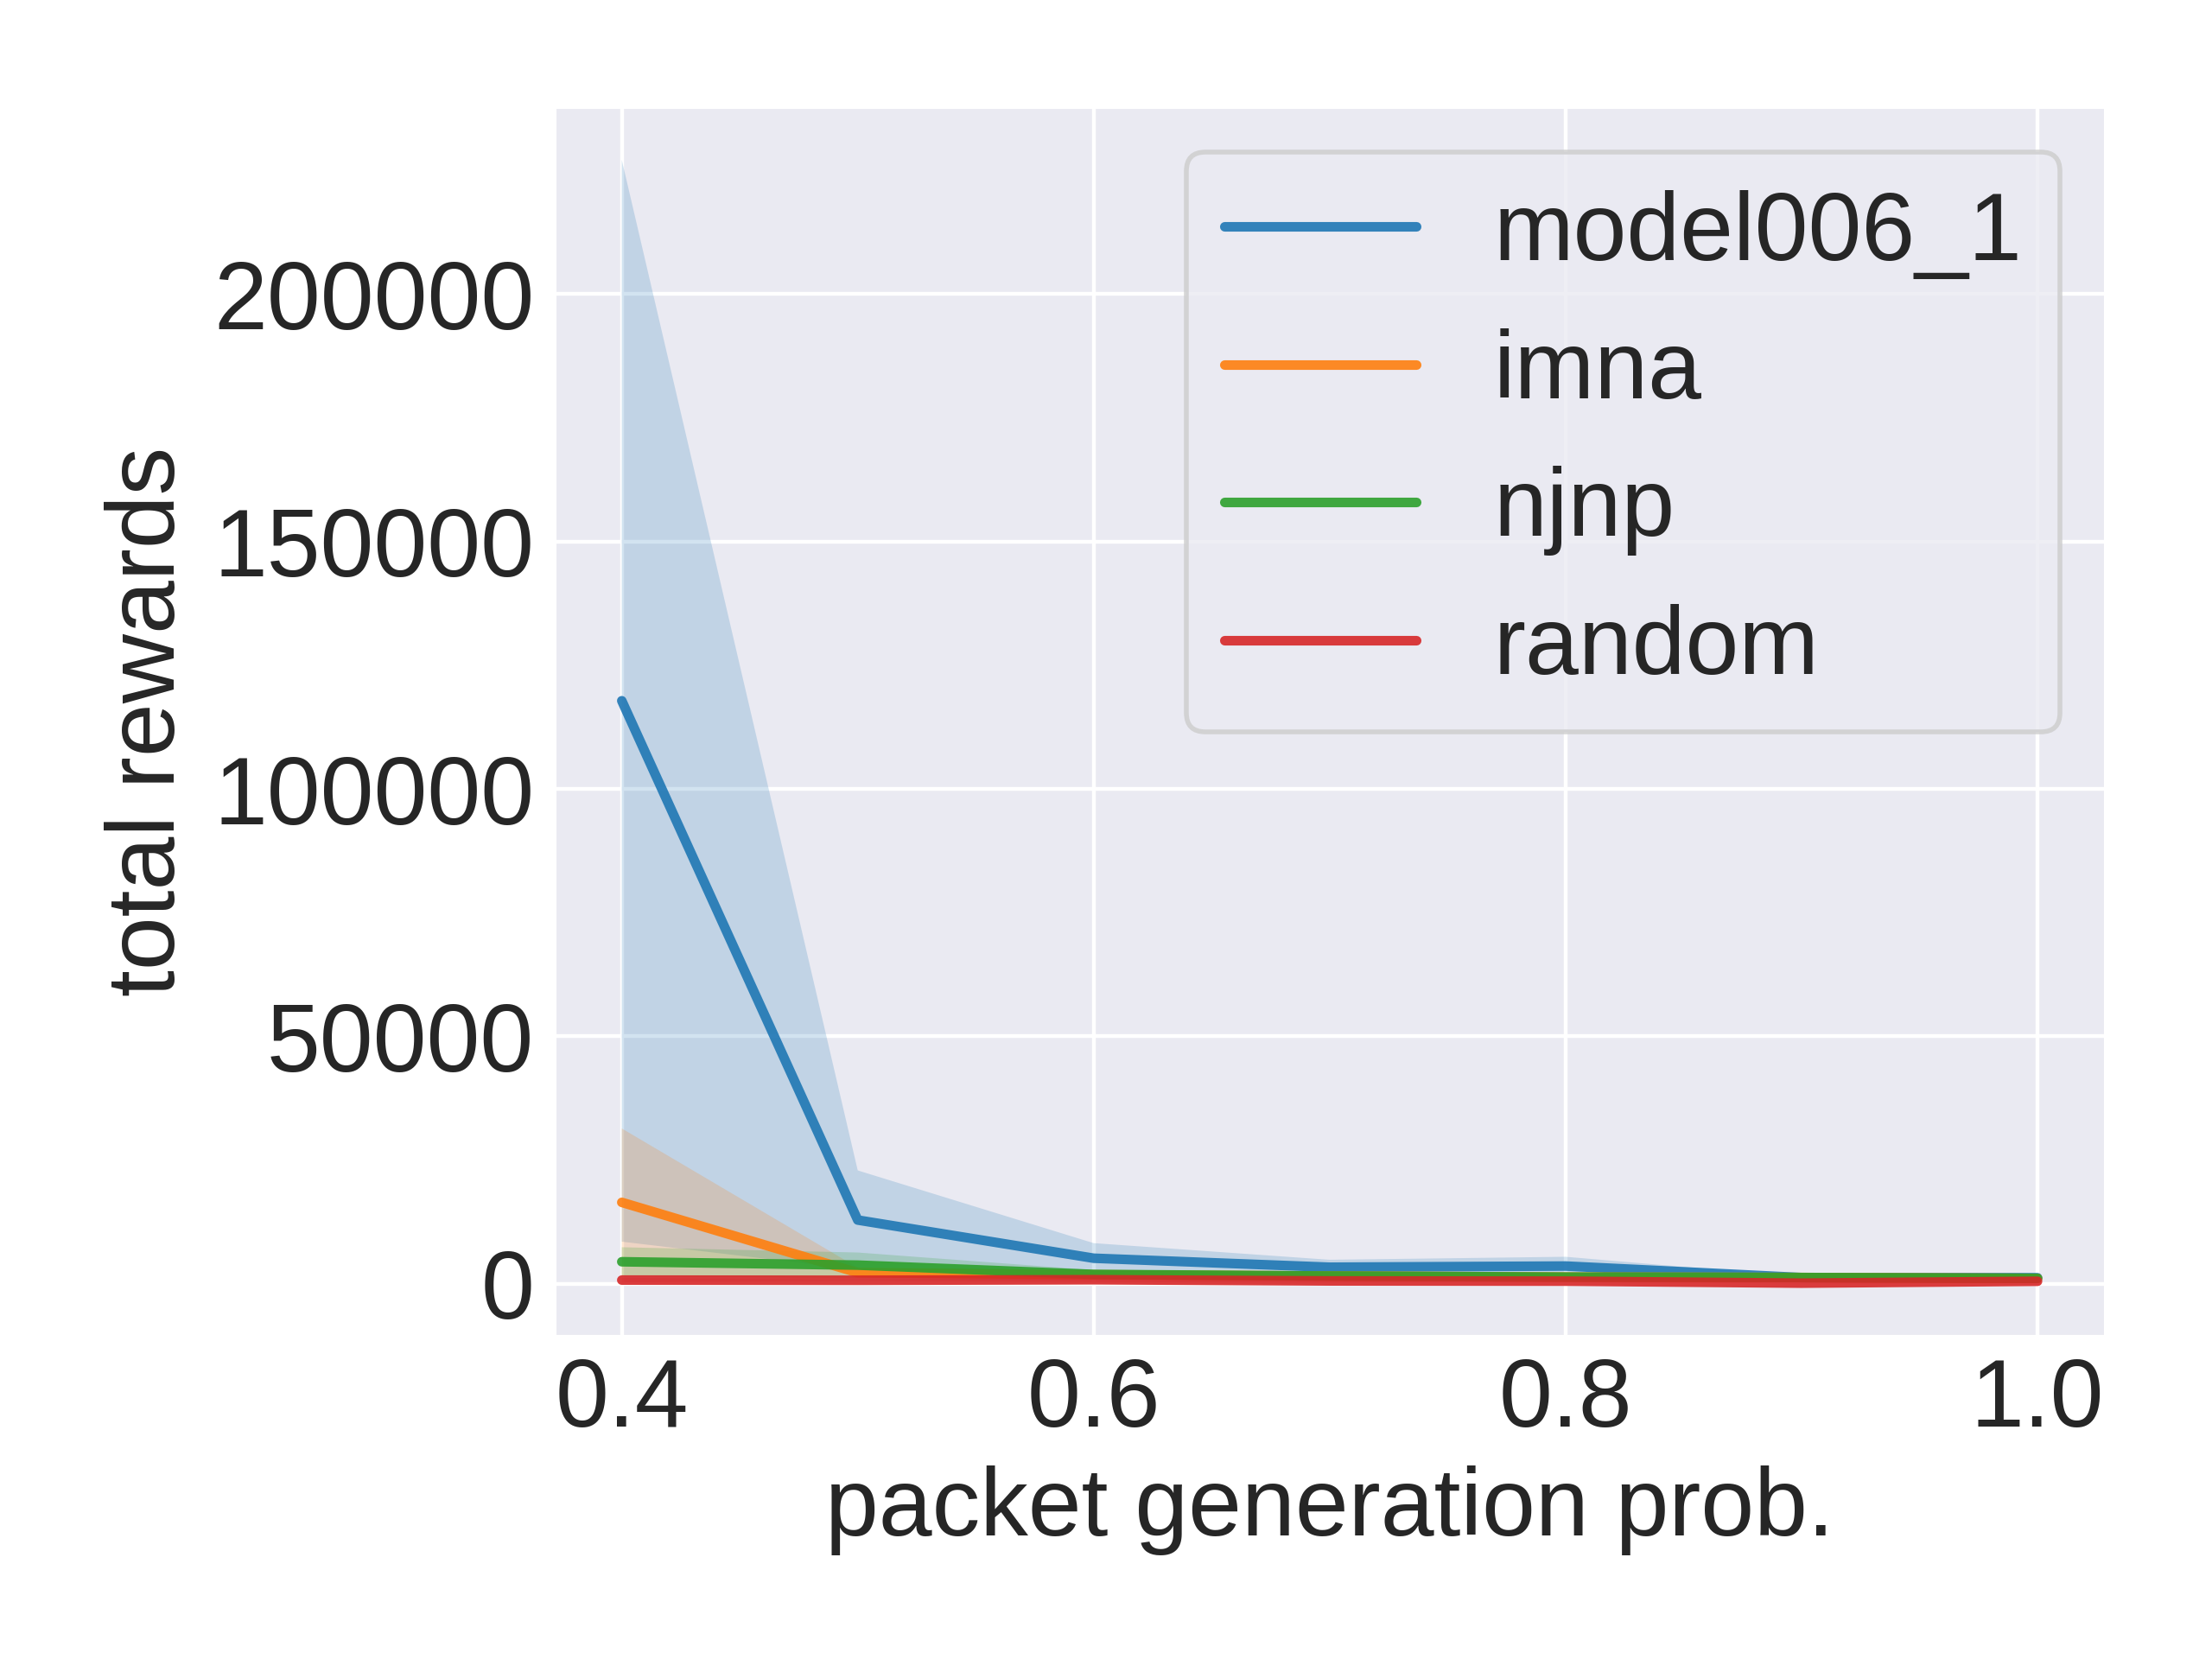 total rewards
200000
150000
100000
50000
0
0.4 0.6 0.8 1.0
packet generation prob.
model006_1
imna
njnp
random